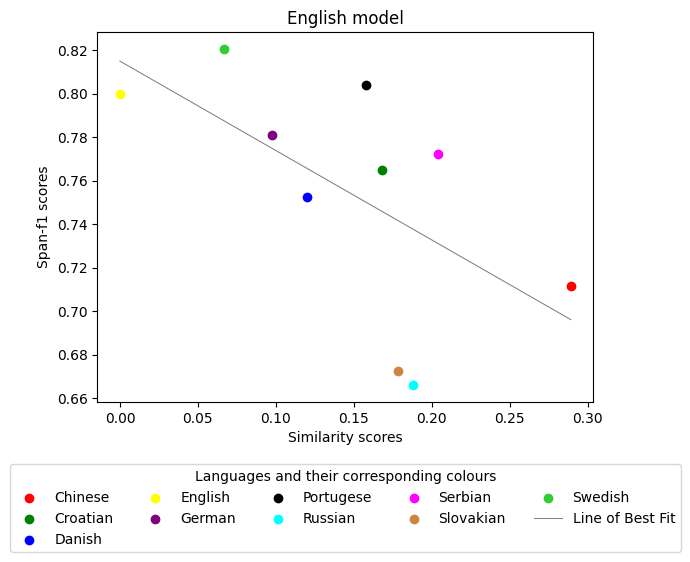 English model
0.82
0.80
0.78
0.76
0.74
0.72
0.70
0.68
0.66
Span-f1 scores
0.00 0.05 0.10 0.15 0.20 0.25 0.30
Similarity scores
Languages and their corresponding colours
Chinese English Portugese Serbian Swedish
Croatian German Russian Slovakian Line of Best Fit
Danish